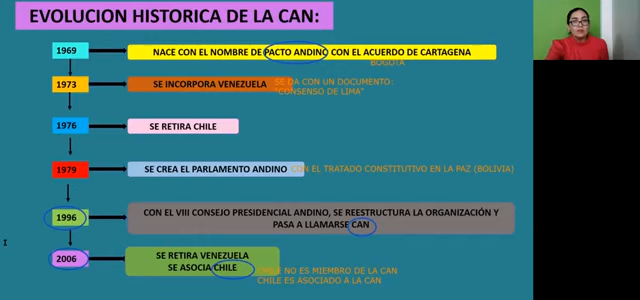 EVOLUCION HISTORICA DE LA CAN:
1969
NACE CON EL NOMBRE DE PACTO ANDINO CON EL ACUERDO DE CARTAGENA
BOGOTA
1973
SE INCORPORA VENEZUELA
SE DA CON UN DOCUMENTO:
"CONSENSO DE LIMA"
1976
SE RETIRA CHILE
1979
SE CREA EL PARLAMENTO ANDINO
CON EL TRATADO CONSTITUTIVO EN LA PAZ (BOLIVIA)
1996
CON EL VIII CONSEJO PRESIDENCIAL ANDINO, SE REESTRUCTURA LA ORGANIZACIÓN Y
PASA A LLAMARSE CAN
2006
SE RETIRA VENEZUELA
SE ASOCIA CHILE
CHILE NO ES MIEMBRO DE LA CAN
CHILE ES ASOCIADO A LA CAN